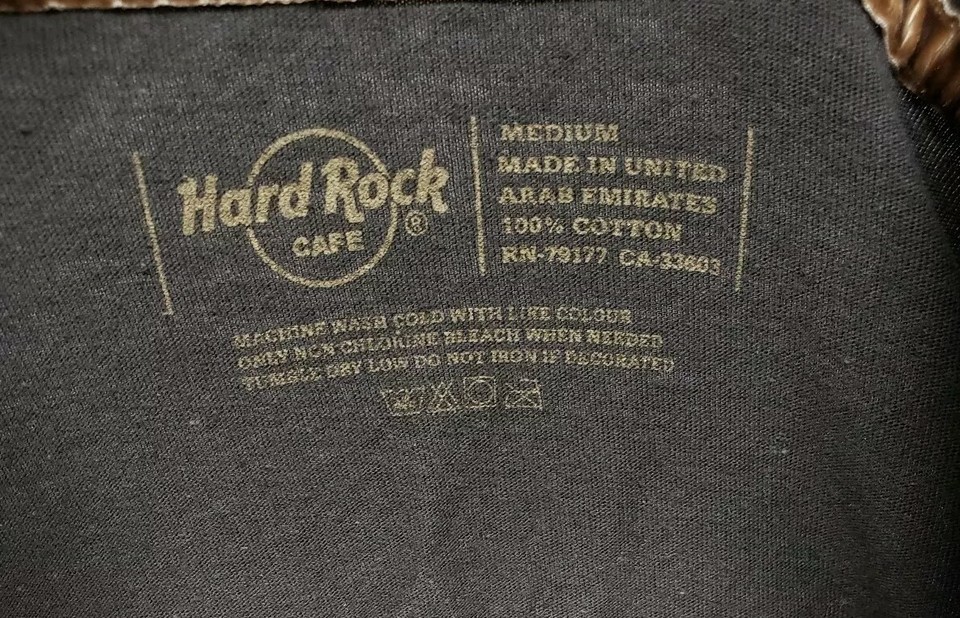 Hard Rock
CAFE
®
MEDIUM
MADE IN UNITED
ARAB EMIRATES
100% COTTON
RN-79177 CA-33603
MACHINE WASH COLD WITH LIKE COLOUR
ONLY NON-CHLORINE BLEACH WHEN NEEDED
TUMBLE DRY LOW DO NOT IRON IF DECORATED